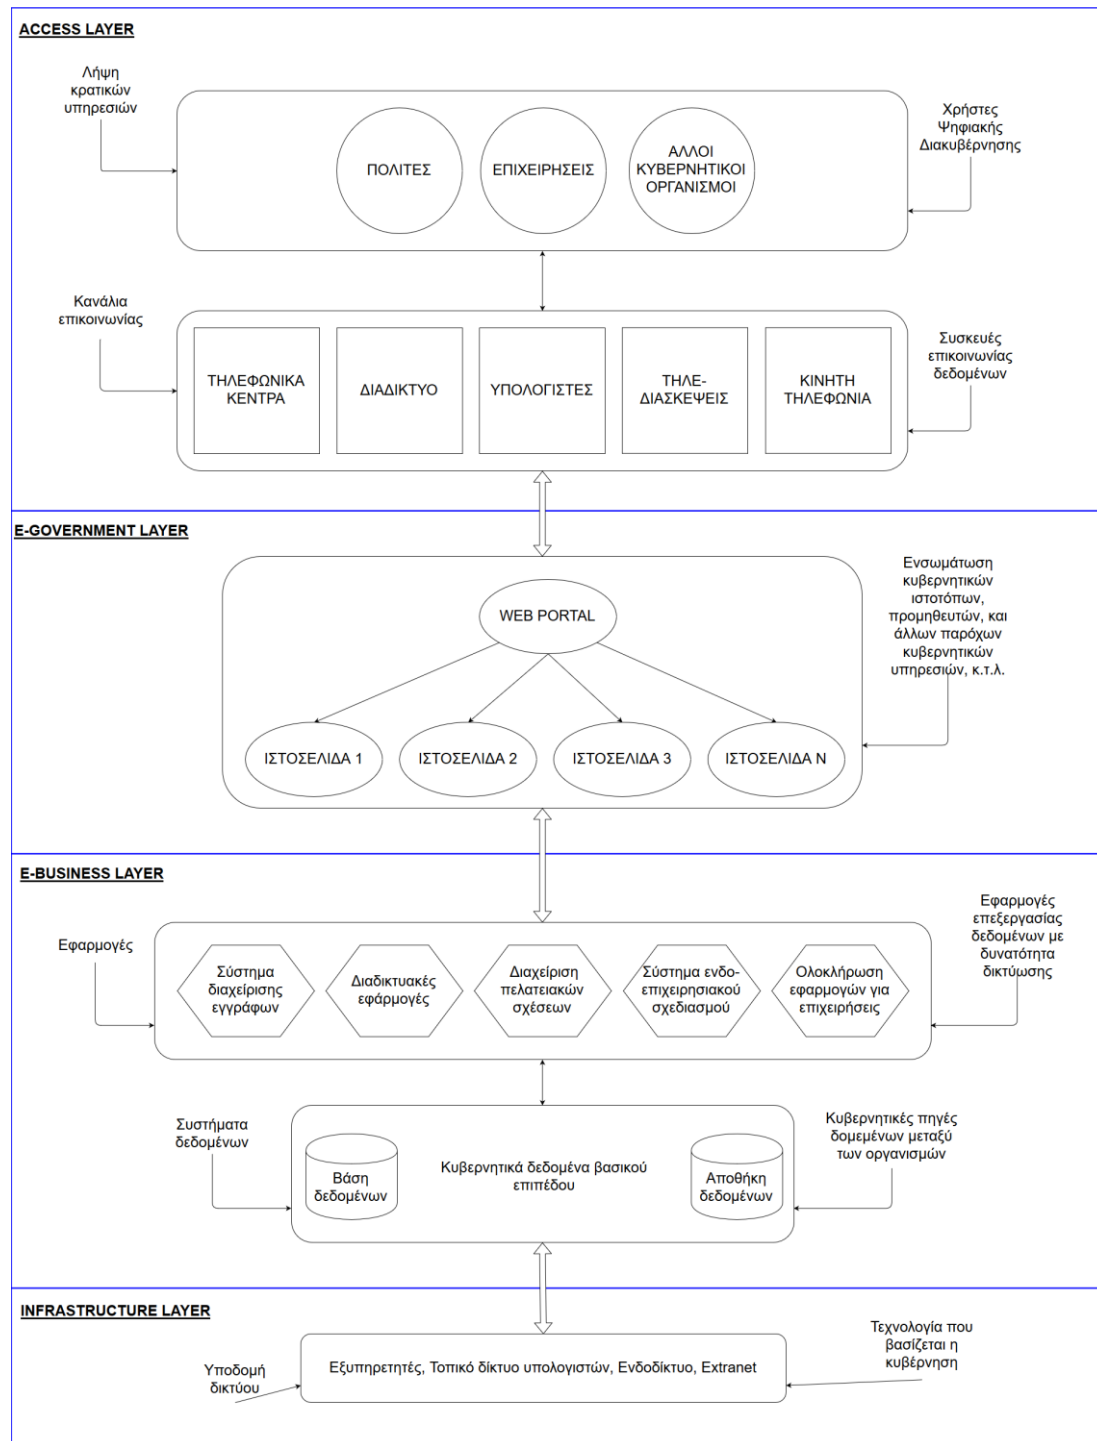 ACCESS LAYER
Λήψη
κρατικών
υπηρεσιών
Χρήστες
Ψηφιακής
Διακυβέρνησης
ΠΟΛΙΤΕΣ
ΕΠΙΧΕΙΡΗΣΕΙΣ
ΑΛΛΟΙ
ΚΥΒΕΡΝΗΤΙΚΟΙ
ΟΡΓΑΝΙΣΜΟΙ
Κανάλια
επικοινωνίας
Συσκευές
επικοινωνίας
δεδομένων
ΤΗΛΕΦΩΝΙΚΑ
ΚΕΝΤΡΑ
ΔΙΑΔΙΚΤΥΟ
ΥΠΟΛΟΓΙΣΤΕΣ
ΤΗΛΕ-
ΔΙΑΣΚΕΨΕΙΣ
ΚΙΝΗΤΗ
ΤΗΛΕΦΩΝΙΑ
E-GOVERNMENT LAYER
WEB PORTAL
Ενσωμάτωση
κυβερνητικών
ιστοτόπων,
προμηθευτών, και
άλλων παρόχων
κυβερνητικών
υπηρεσιών, κ.τ.λ.
ΙΣΤΟΣΕΛΙΔΑ 1
ΙΣΤΟΣΕΛΙΔΑ 2
ΙΣΤΟΣΕΛΙΔΑ 3
ΙΣΤΟΣΕΛΙΔΑ Ν
E-BUSINESS LAYER
Εφαρμογές
Εφαρμογές
επεξεργασίας
δεδομένων με
δυνατότητα
δικτύωσης
Σύστημα
διαχείρισης
εγγράφων
Διαδικτυακές
εφάρμογές
Διαχείριση
πελατειακών
σχέσεων
Σύστημα ενδο-
επιχειρησιακού
σχεδιασμού
Ολοκλήρωση
εφαρμογών για
επιχειρήσεις
Συστήματα
δεδομένων
Κυβερνητικές πηγές
δομεμένων μεταξύ
των οργανισμών
Βάση
δεδομένων
Κυβερνητικά δεδομένα βασικού
επιπέδου
Αποθήκη
δεδομένων
INFRASTRUCTURE LAYER
Υποδομή
δικτύου
Εξυπηρετητές, Τοπικό δίκτυο υπολογιστών, Ενδοδίκτυο, Extranet
Τεχνολογία που
βασίζεται η
κυβέρνηση